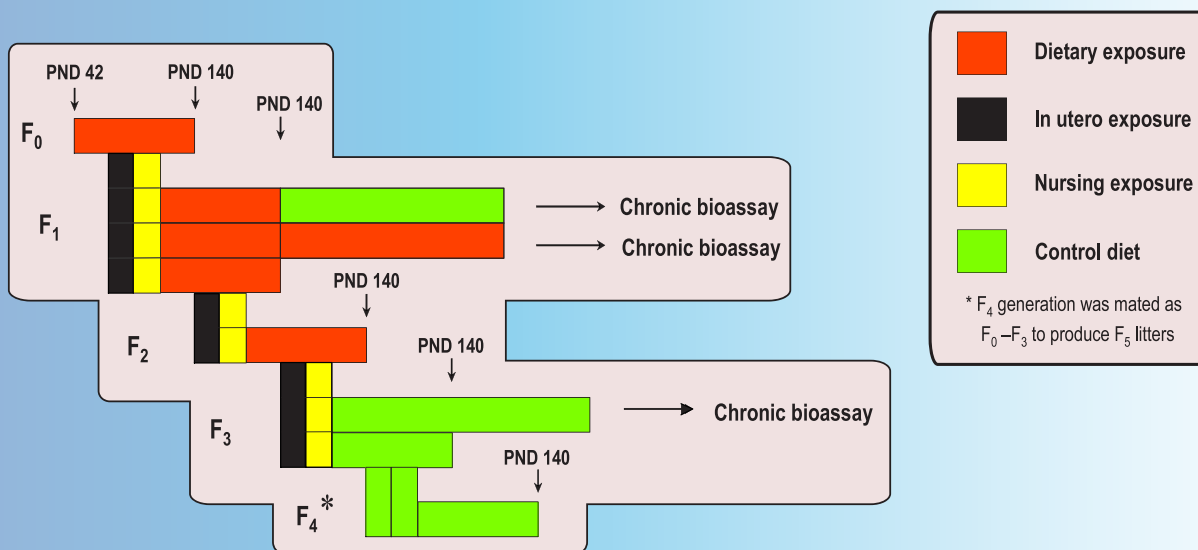 PND 42
PND 140
PND 140
F₀
F₁
Chronic bioassay
Chronic bioassay
PND 140
F₂
PND 140
F₃
Chronic bioassay
PND 140
F₄*
Dietary exposure
In utero exposure
Nursing exposure
Control diet
* F₄ generation was mated as
F₀ –F₃ to produce F₅ litters